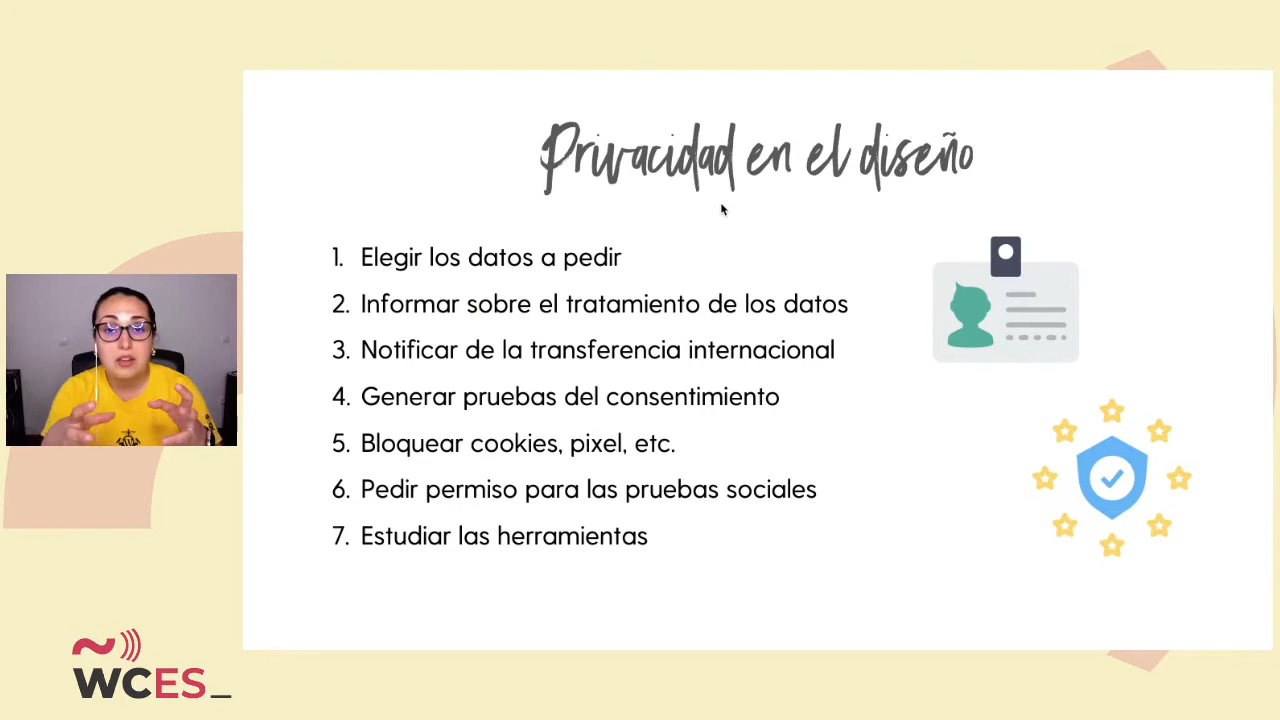 Privacidad en el diseño
1. Elegir los datos a pedir
2. Informar sobre el tratamiento de los datos
3. Notificar de la transferencia internacional
4. Generar pruebas del consentimiento
5. Bloquear cookies, pixel, etc.
6. Pedir permiso para las pruebas sociales
7. Estudiar las herramientas
WCES_